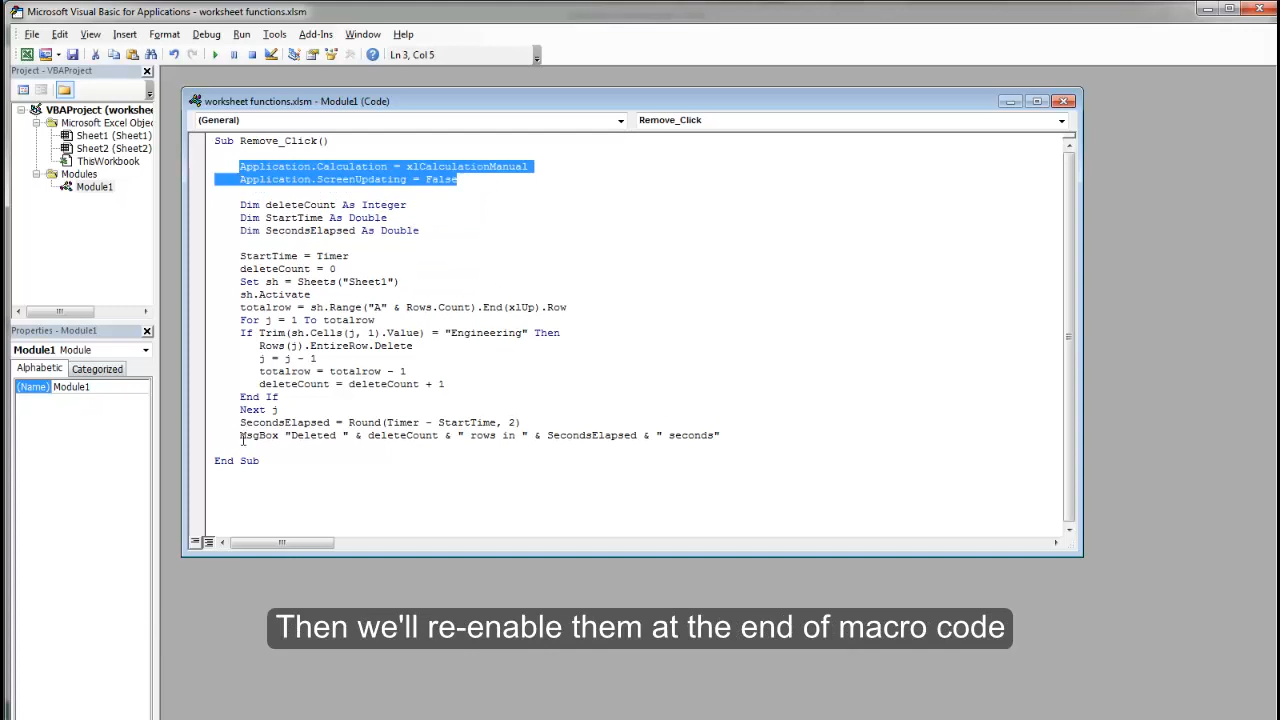 Microsoft Visual Basic for Applications - worksheet functions.xlsm
File Edit View Insert Format Debug Run Tools Add-Ins Window Help
Ln 3, Col 5
Project - VBAProject
VBAProject (workshee
Microsoft Excel Objec
Sheet1 (Sheet1)
Sheet2 (Sheet2)
ThisWorkbook
Modules
Module1
Properties - Module1
Module1 Module
Alphabetic Categorized
(Name) Module1
worksheet functions.xlsm - Module1 (Code)
(General) Remove_Click
Sub Remove_Click()
Application.Calculation = xlCalculationManual
Application.ScreenUpdating = False
Dim deleteCount As Integer
Dim StartTime As Double
Dim SecondsElapsed As Double
StartTime = Timer
deleteCount = 0
Set sh = Sheets("Sheet1")
sh.Activate
totalrow = sh.Range("A" & Rows.Count).End(xlUp).Row
For j = 1 To totalrow
If Trim(sh.Cells(j, 1).Value) = "Engineering" Then
Rows(j).EntireRow.Delete
j = j - 1
totalrow = totalrow - 1
deleteCount = deleteCount + 1
End If
Next j
SecondsElapsed = Round(Timer - StartTime, 2)
MsgBox "Deleted " & deleteCount & " rows in " & SecondsElapsed & " seconds"
End Sub
Then we'll re-enable them at the end of macro code